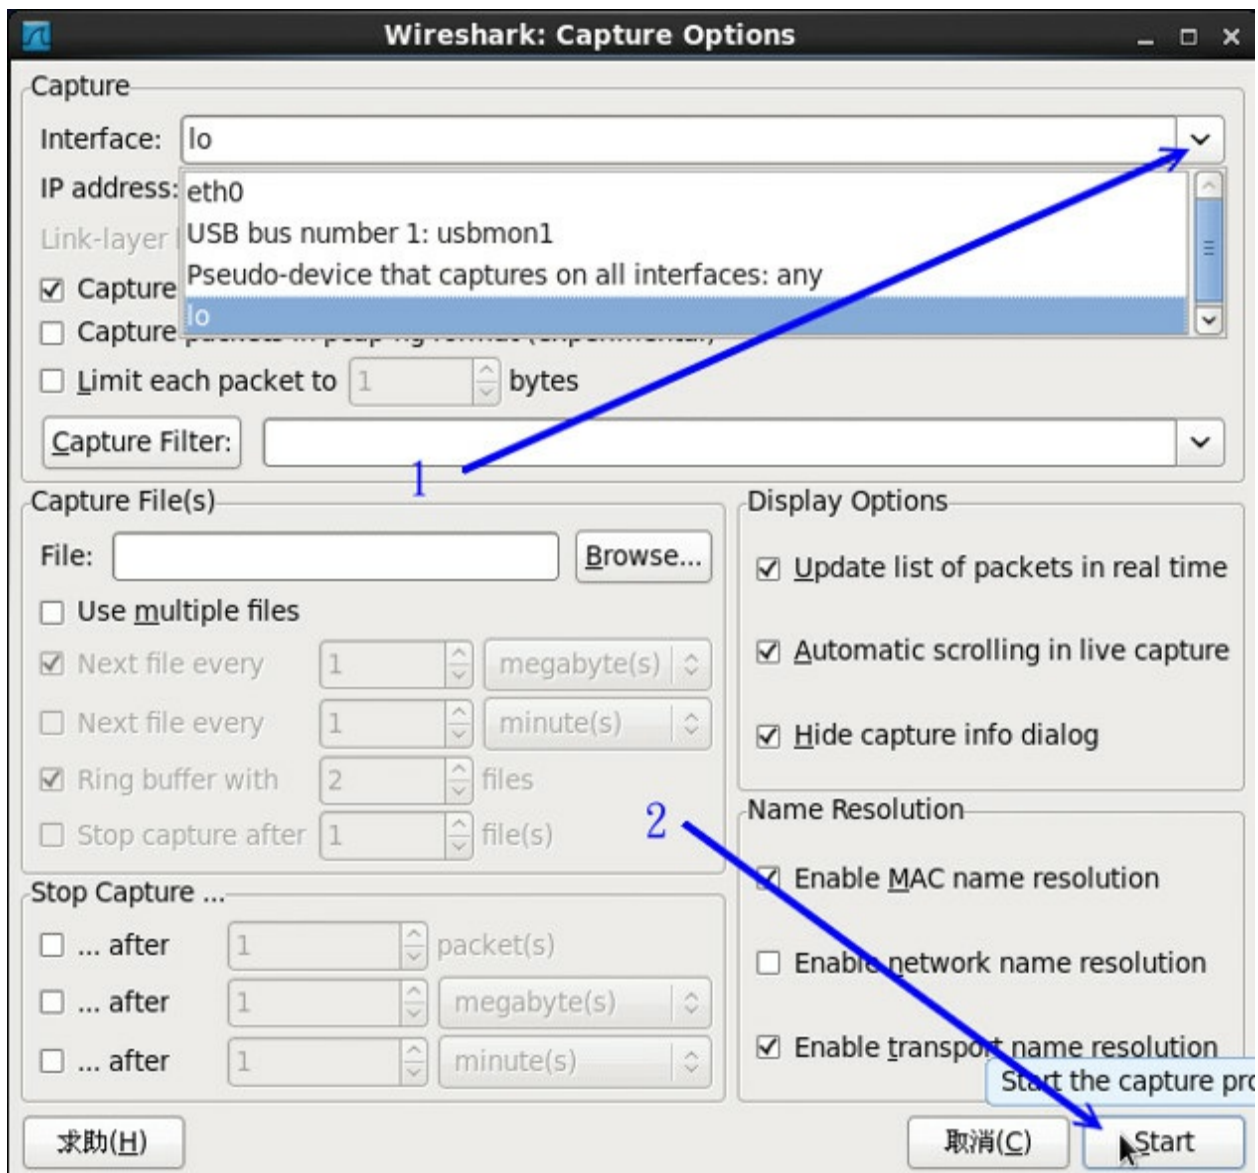 Wireshark: Capture Options
Capture
Interface: lo
IP address:
eth0
Link-layer
USB bus number 1: usbmon1
Pseudo-device that captures on all interfaces: any
Capture
lo
Capture packets in pcap-ng format (experimental)
Limit each packet to 1 bytes
Capture Filter:
1
Capture File(s)
File: Browse...
Use multiple files
Next file every 1 megabyte(s)
Next file every 1 minute(s)
Ring buffer with 2 files
Stop capture after 1 file(s)
Display Options
Update list of packets in real time
Automatic scrolling in live capture
Hide capture info dialog
2
Name Resolution
Enable MAC name resolution
Enable network name resolution
Enable transport name resolution
Start the capture pro
Stop Capture ...
... after 1 packet(s)
... after 1 megabyte(s)
... after 1 minute(s)
求助(H) 取消(C) Start